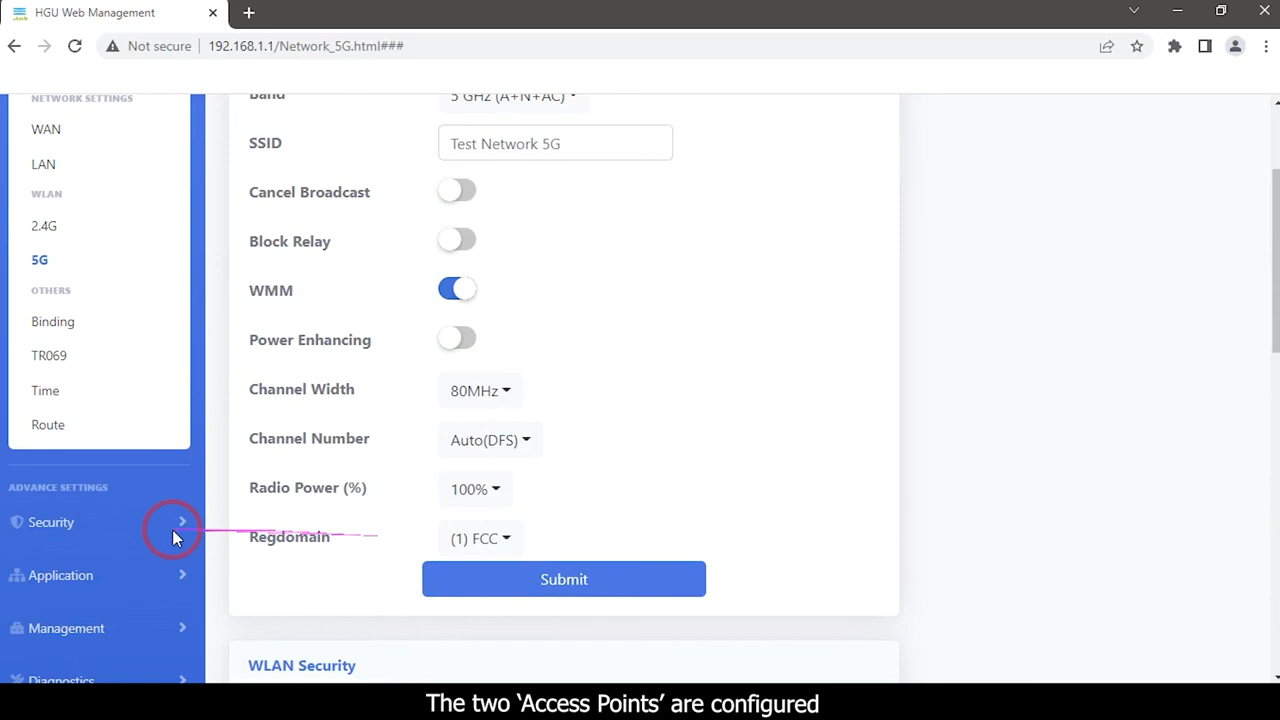 HGU Web Management
Not secure
192.168.1.1/Network_5G.html###
NETWORK SETTINGS
WAN
LAN
WLAN
2.4G
5G
OTHERS
Binding
TR069
Time
Route
ADVANCE SETTINGS
Security
Application
Management
Diagnostics
Band 5 GHz (A+N+AC)
SSID Test Network 5G
Cancel Broadcast
Block Relay
WMM
Power Enhancing
Channel Width 80MHz
Channel Number Auto(DFS)
Radio Power (%) 100%
Regdomain (1) FCC
Submit
WLAN Security
The two ‘Access Points’ are configured